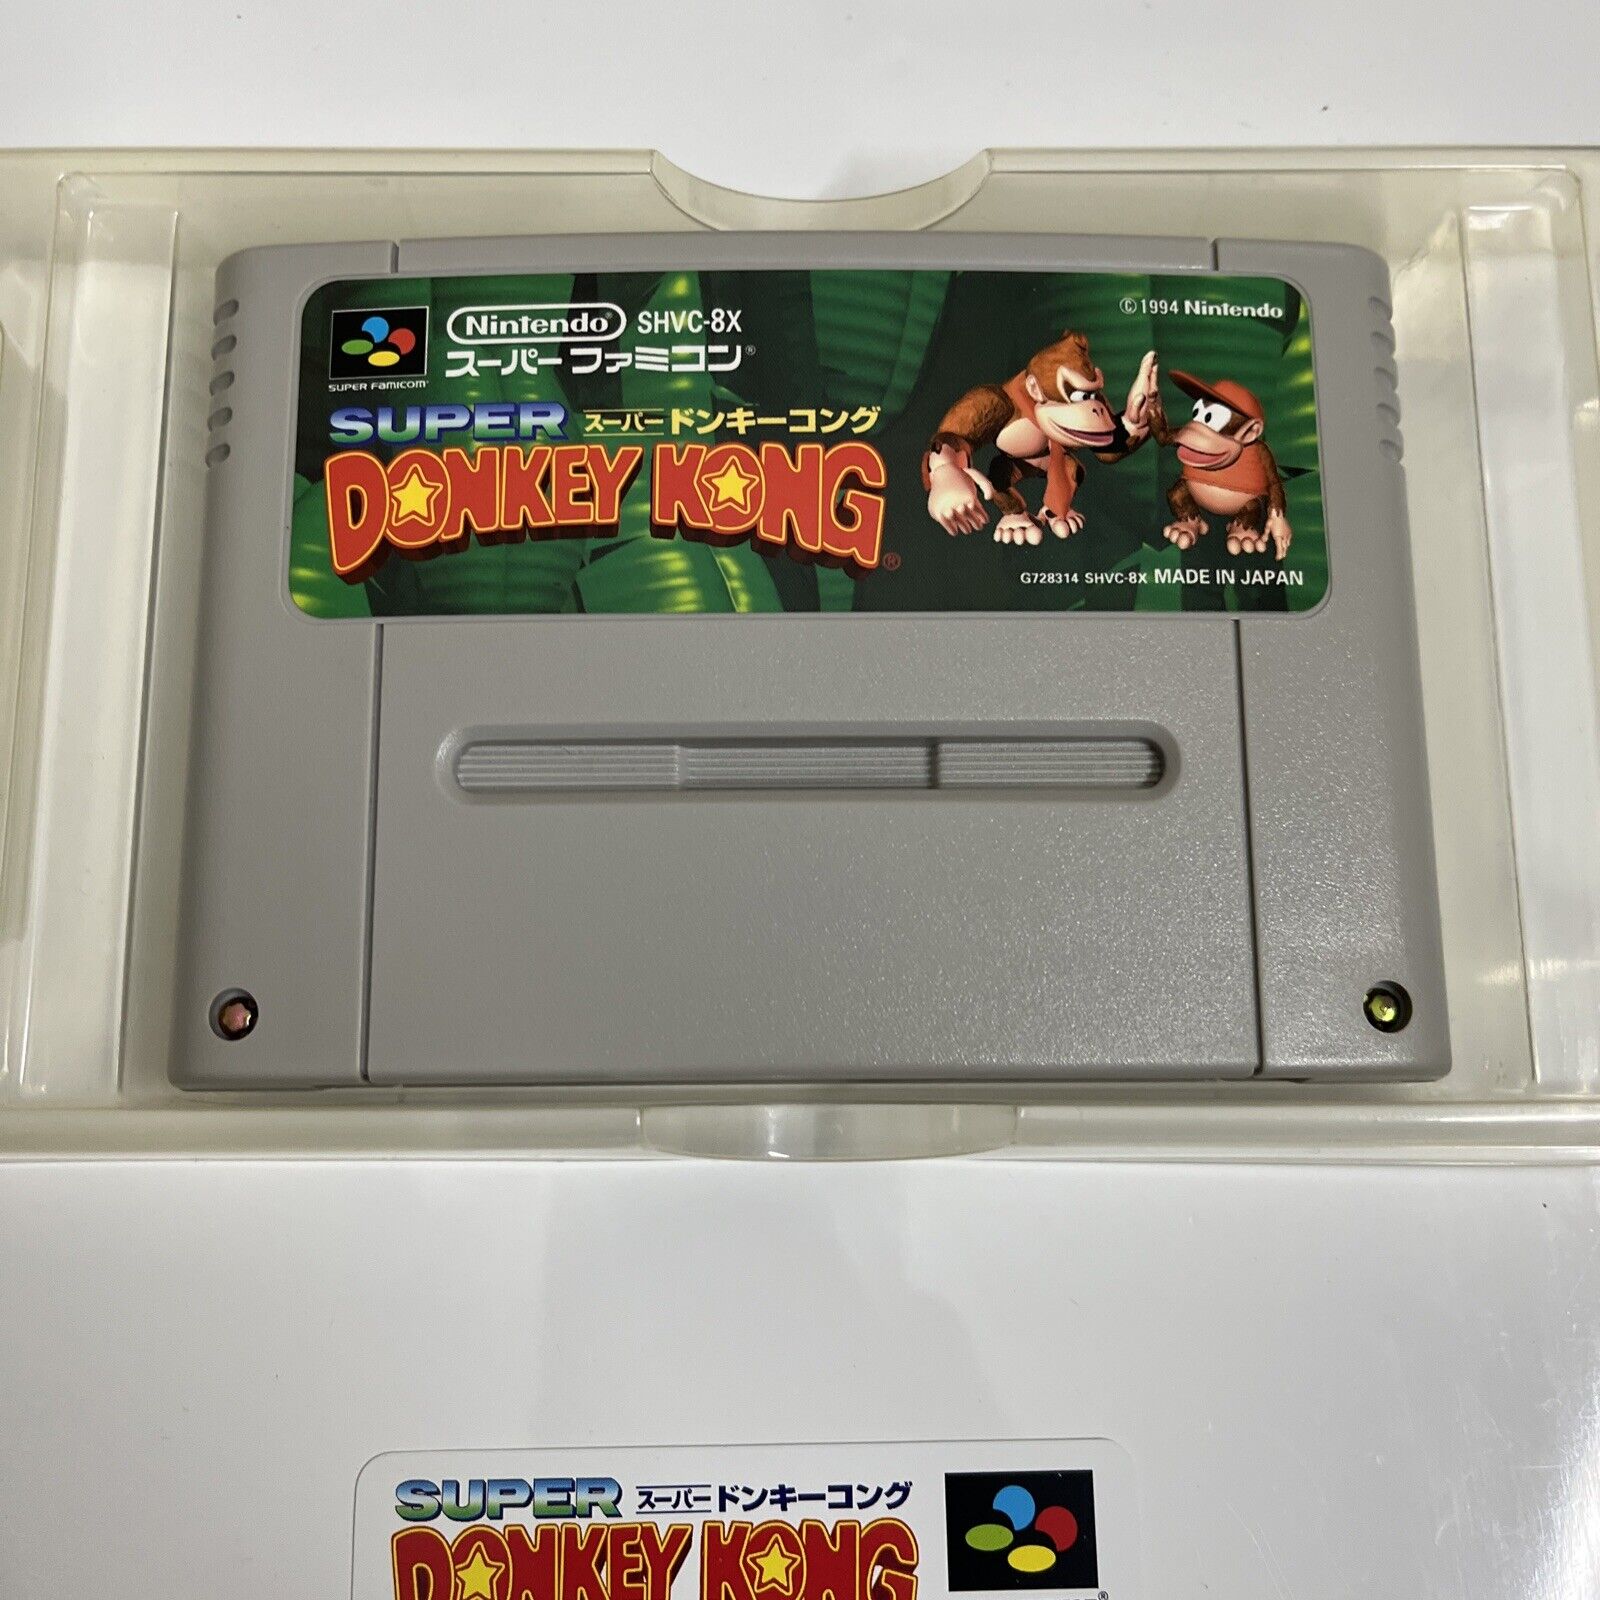 Nintendo® SHVC-8X
スーパーファミコン®
SUPER FAMICOM
© 1994 Nintendo
SUPER スーパードンキーコング
DONKEY KONG®
G728314 SHVC-8X MADE IN JAPAN
SUPER スーパードンキーコング
DONKEY KONG